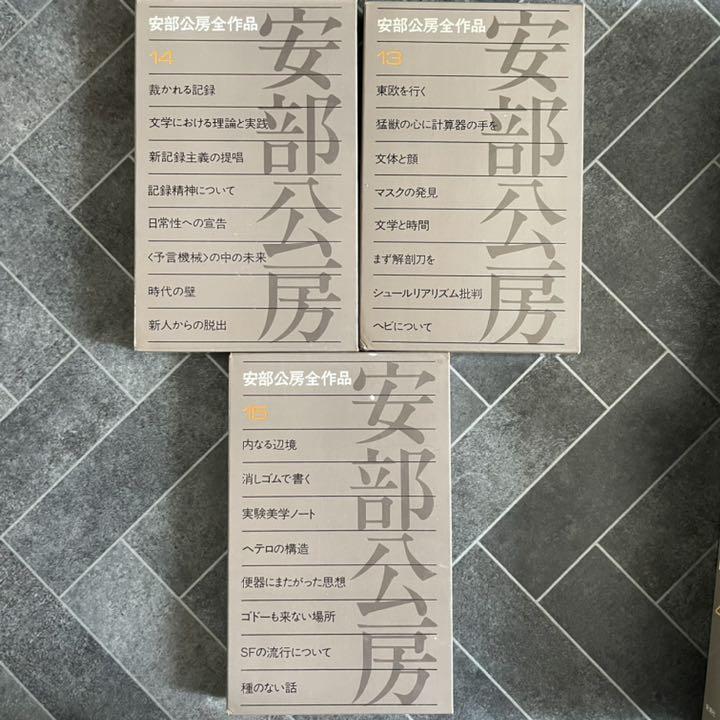 安部公房全作品
14
裁かれる記録
文学における理論と実践
新記録主義の提唱
記録精神について
日常性への宣告
〈予言機械〉の中の未来
時代の壁
新人からの脱出
安部公房
安部公房全作品
13
東欧を行く
猛獣の心に計算器の手を
文体と顔
マスクの発見
文学と時間
まず解剖刀を
シュールリアリズム批判
ヘビについて
安部公房
安部公房全作品
15
内なる辺境
消しゴムで書く
実験美学ノート
ヘテロの構造
便器にまたがった思想
ゴドーも来ない場所
SFの流行について
種のない話
安部公房